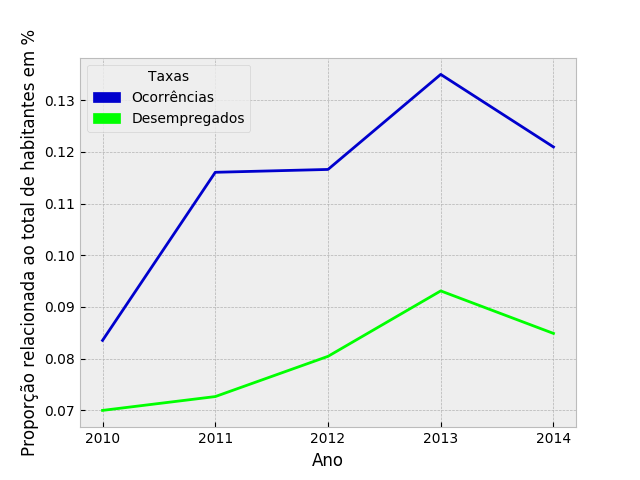 Proporção relacionada ao total de habitantes em %
Taxas
Ocorrências
Desempregados
0.13
0.12
0.11
0.10
0.09
0.08
0.07
2010 2011 2012 2013 2014
Ano